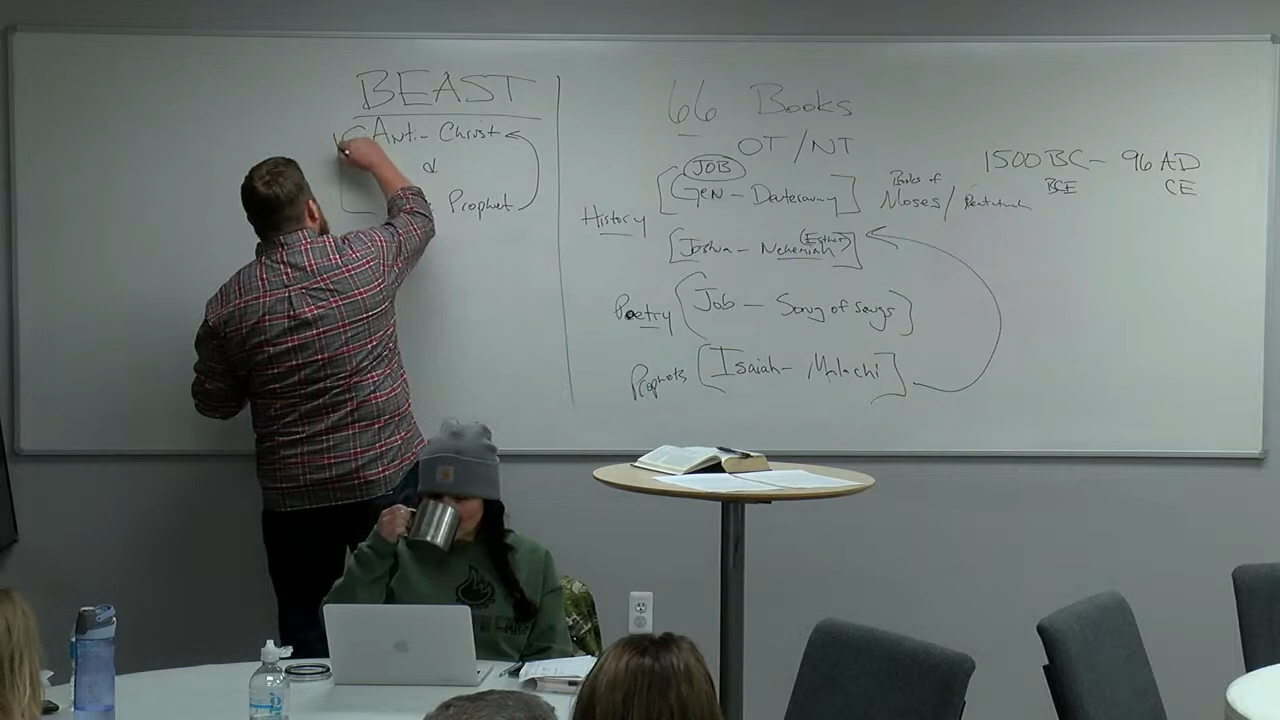 BEAST
Anti-Christ
&
Prophet
66 Books
OT/NT
1500 BC - 96 AD
BCE CE
JOB
[Gen - Deuteronomy] Books of Moses/
History
[Joshua - Nehemiah (Esther)]
Poetry [Job - Song of songs]
Prophets [Isaiah - Malachi]